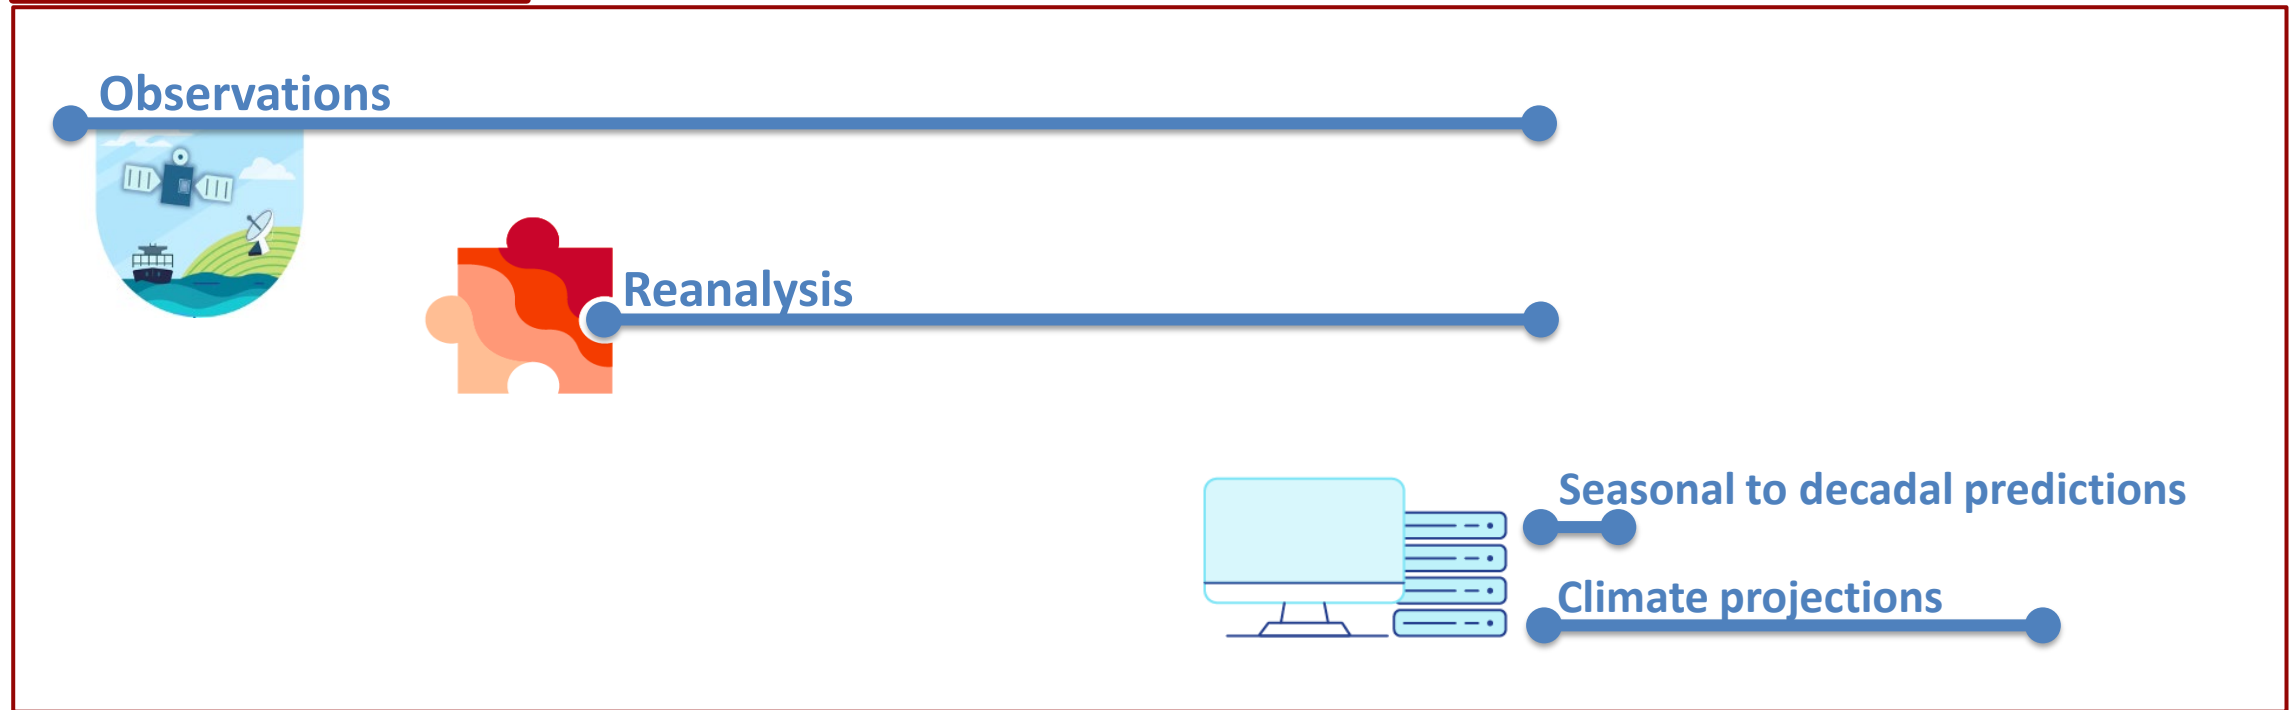 Observations
Reanalysis
Seasonal to decadal predictions
Climate projections